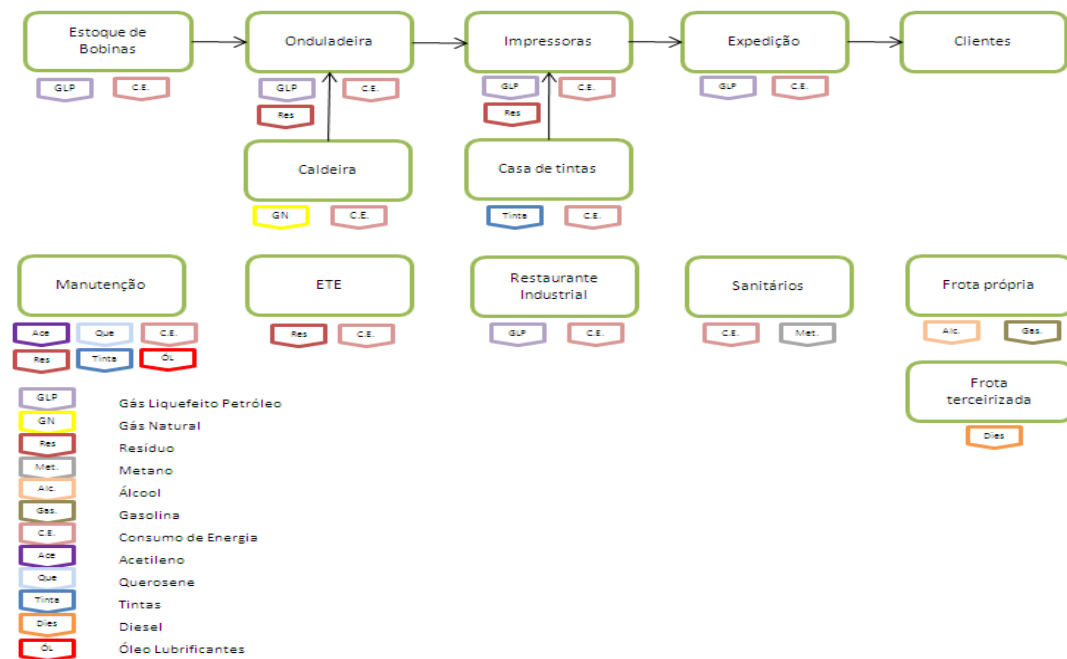 Estoque de
Bobinas
Onduladeira
Impressoras
Expedição
Clientes
GLP
C.E.
GLP
C.E.
Res
GLP
C.E.
Res
GLP
C.E.
Caldeira
Casa de tintas
GN
C.E.
Tinta
C.E.
Manutenção
ETE
Restaurante
Industrial
Sanitários
Frota própria
Ace
Que
C.E.
Res
Tinta
ÓL
Res
C.E.
GLP
C.E.
C.E.
Met.
Alc.
Gas.
Frota
terceirizada
Dies
GLP Gás Liquefeito Petróleo
GN Gás Natural
Res Resíduo
Met. Metano
Alc. Álcool
Gas. Gasolina
C.E. Consumo de Energia
Ace Acetileno
Que Querosene
Tinta Tintas
Dies Diesel
ÓL Óleo Lubrificantes